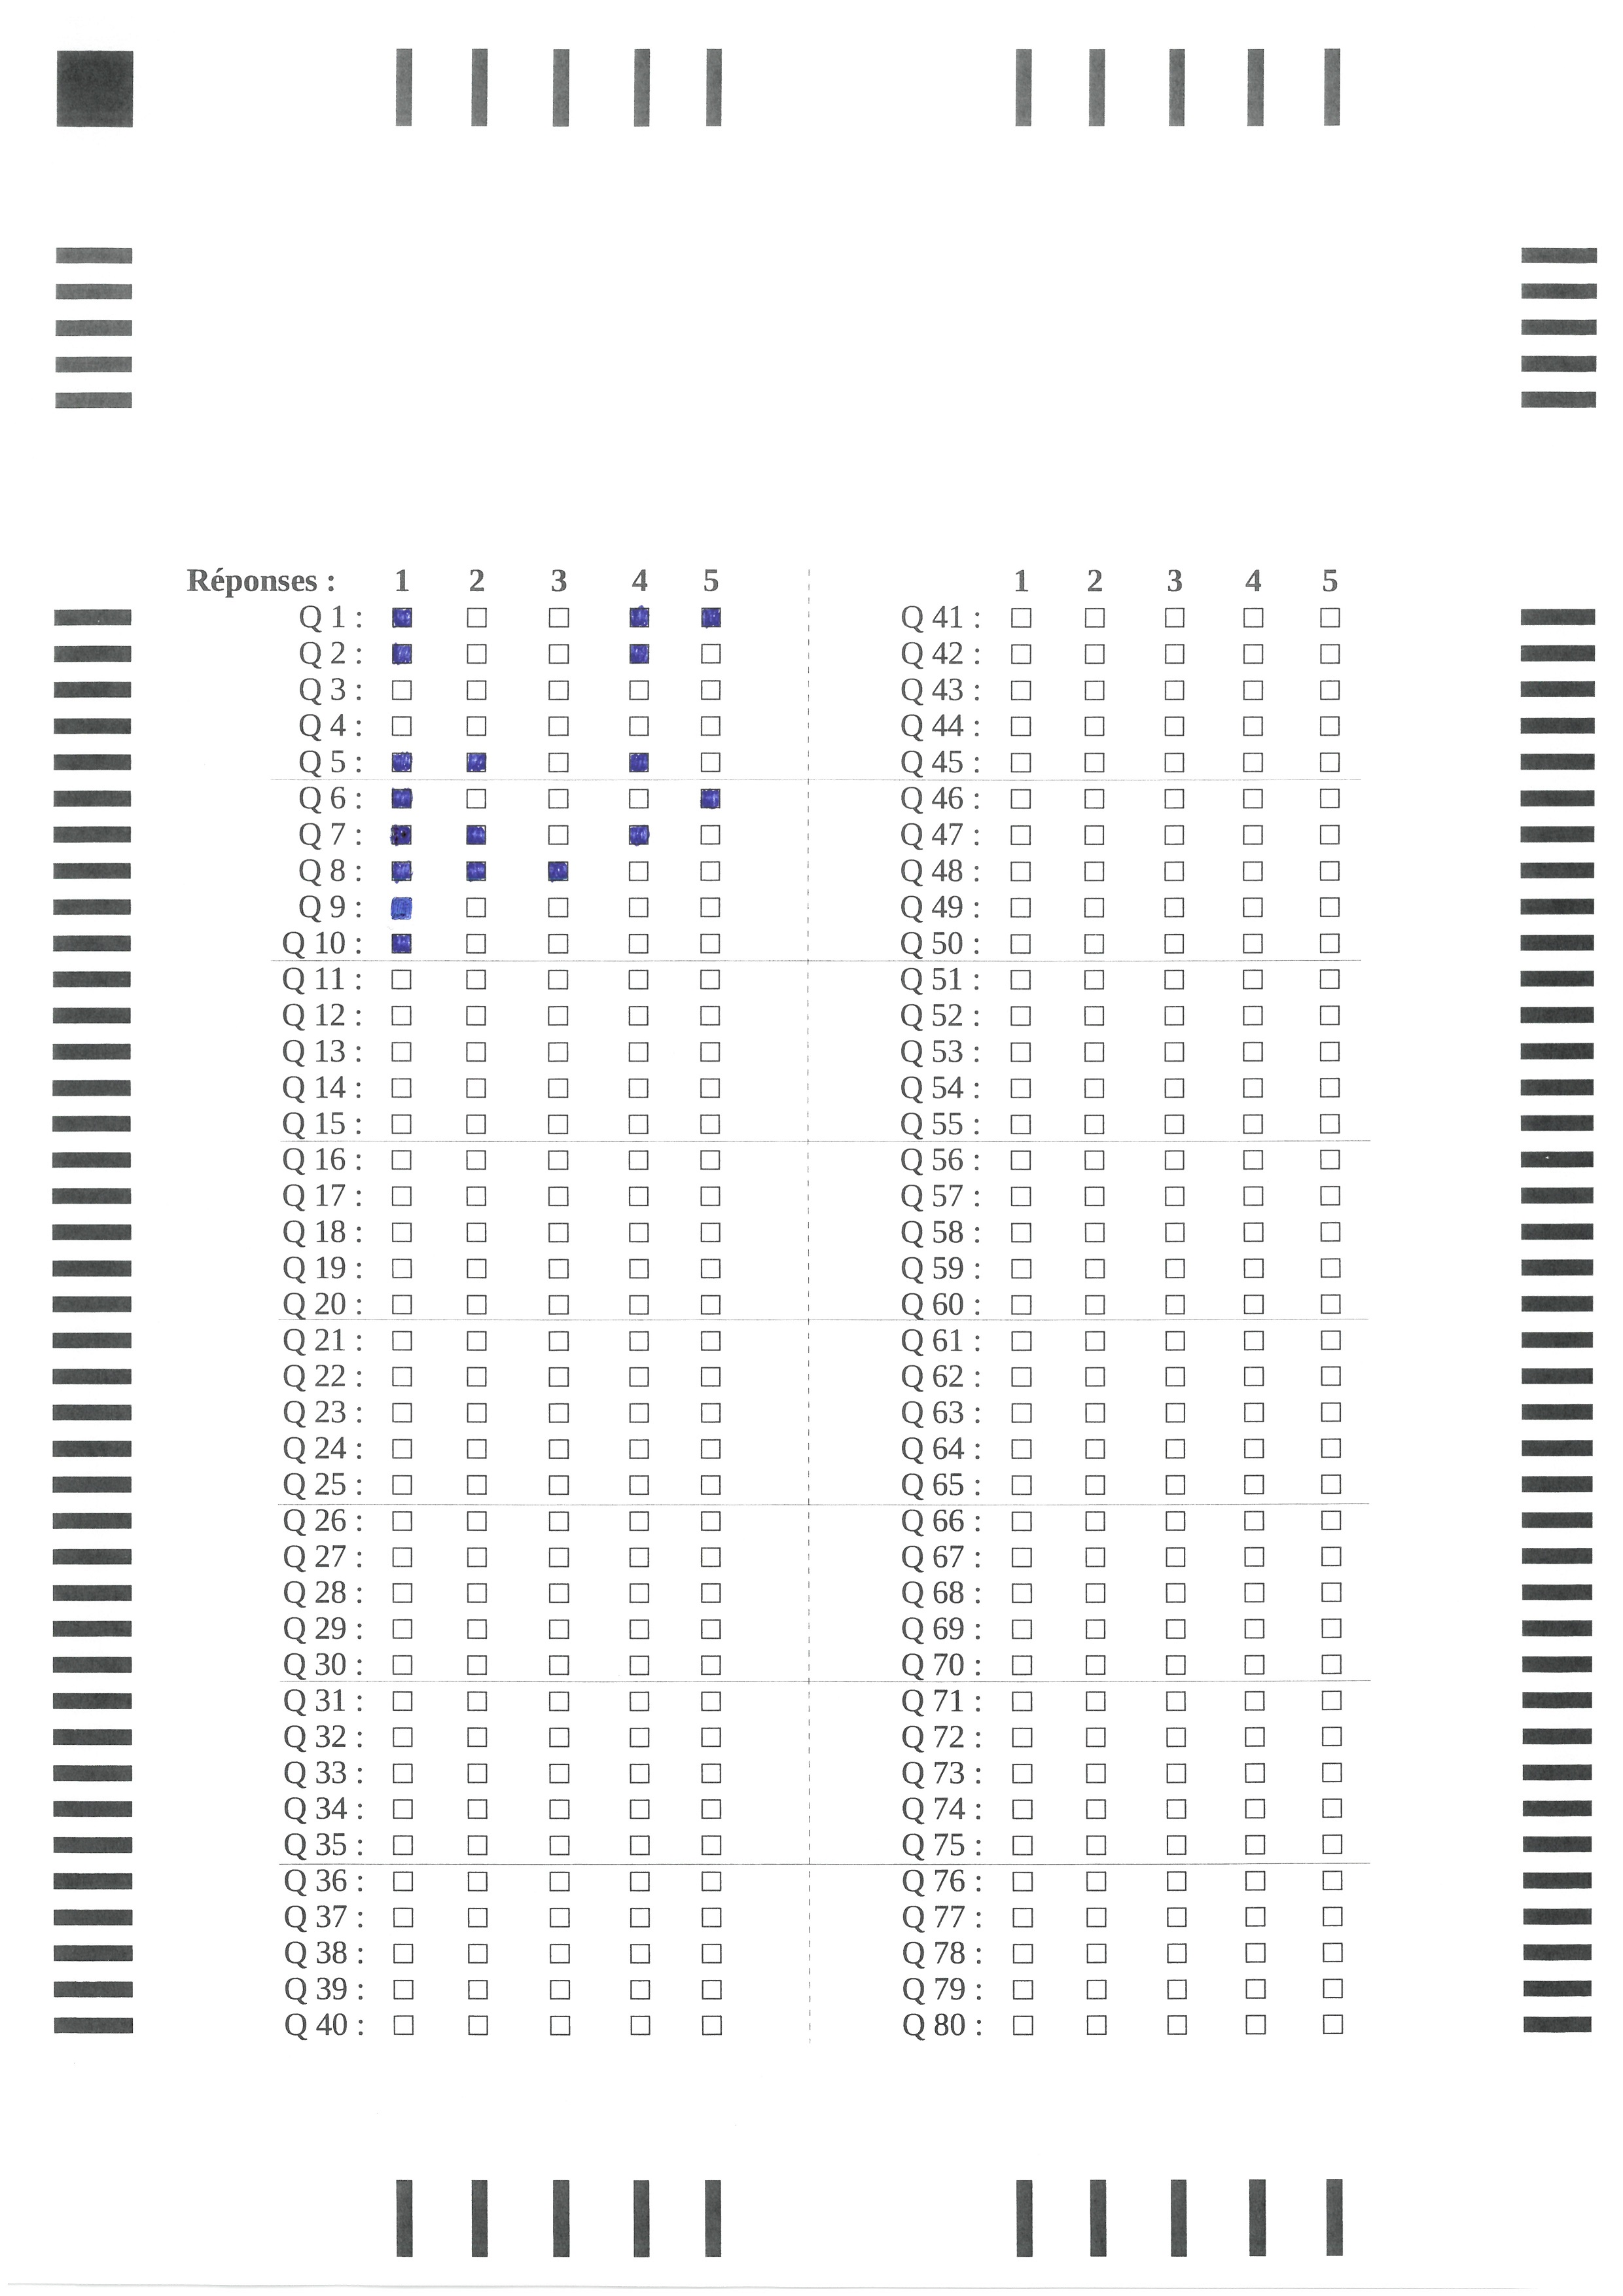 Réponses : 1 2 3 4 5 1 2 3 4 5
Q 1 : Q 41 :
Q 2 : Q 42 :
Q 3 : Q 43 :
Q 4 : Q 44 :
Q 5 : Q 45 :
Q 6 : Q 46 :
Q 7 : Q 47 :
Q 8 : Q 48 :
Q 9 : Q 49 :
Q 10 : Q 50 :
Q 11 : Q 51 :
Q 12 : Q 52 :
Q 13 : Q 53 :
Q 14 : Q 54 :
Q 15 : Q 55 :
Q 16 : Q 56 :
Q 17 : Q 57 :
Q 18 : Q 58 :
Q 19 : Q 59 :
Q 20 : Q 60 :
Q 21 : Q 61 :
Q 22 : Q 62 :
Q 23 : Q 63 :
Q 24 : Q 64 :
Q 25 : Q 65 :
Q 26 : Q 66 :
Q 27 : Q 67 :
Q 28 : Q 68 :
Q 29 : Q 69 :
Q 30 : Q 70 :
Q 31 : Q 71 :
Q 32 : Q 72 :
Q 33 : Q 73 :
Q 34 : Q 74 :
Q 35 : Q 75 :
Q 36 : Q 76 :
Q 37 : Q 77 :
Q 38 : Q 78 :
Q 39 : Q 79 :
Q 40 : Q 80 :